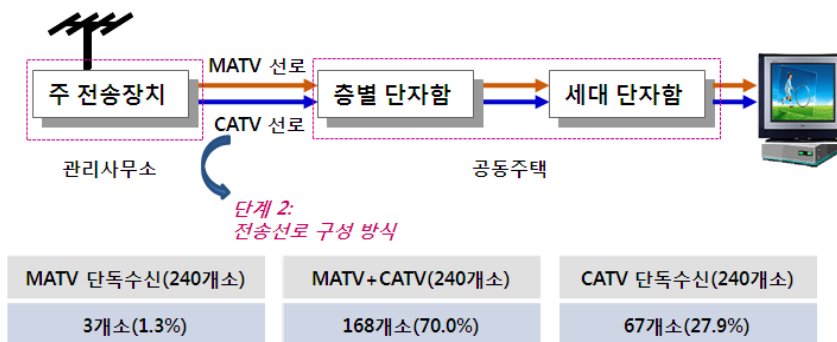 주 전송장치
MATV 선로
CATV 선로
층별 단자함
세대 단자함
관리사무소
공동주택
단계 2:
전송선로 구성 방식
MATV 단독수신(240개소)
MATV+CATV(240개소)
CATV 단독수신(240개소)
3개소(1.3%)
168개소(70.0%)
67개소(27.9%)